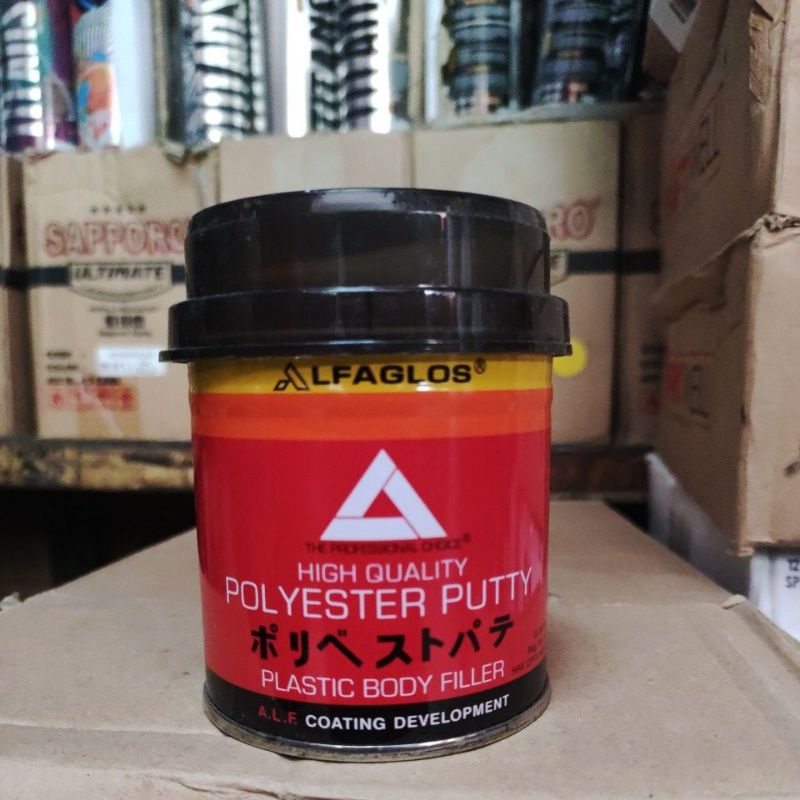 SAPPORO
ULTIMATE
ALFAGLOS®
THE PROFESSIONAL CHOICE®
HIGH QUALITY
POLYESTER PUTTY
ポリベストパテ
PLASTIC BODY FILLER
A.L.F. COATING DEVELOPMENT